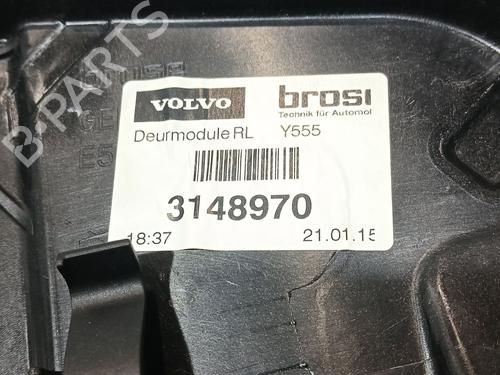 B-PARTS
VOLVO brosi
Technik für Automol
Deurmodule RL Y555
3148970
18:37 21.01.15